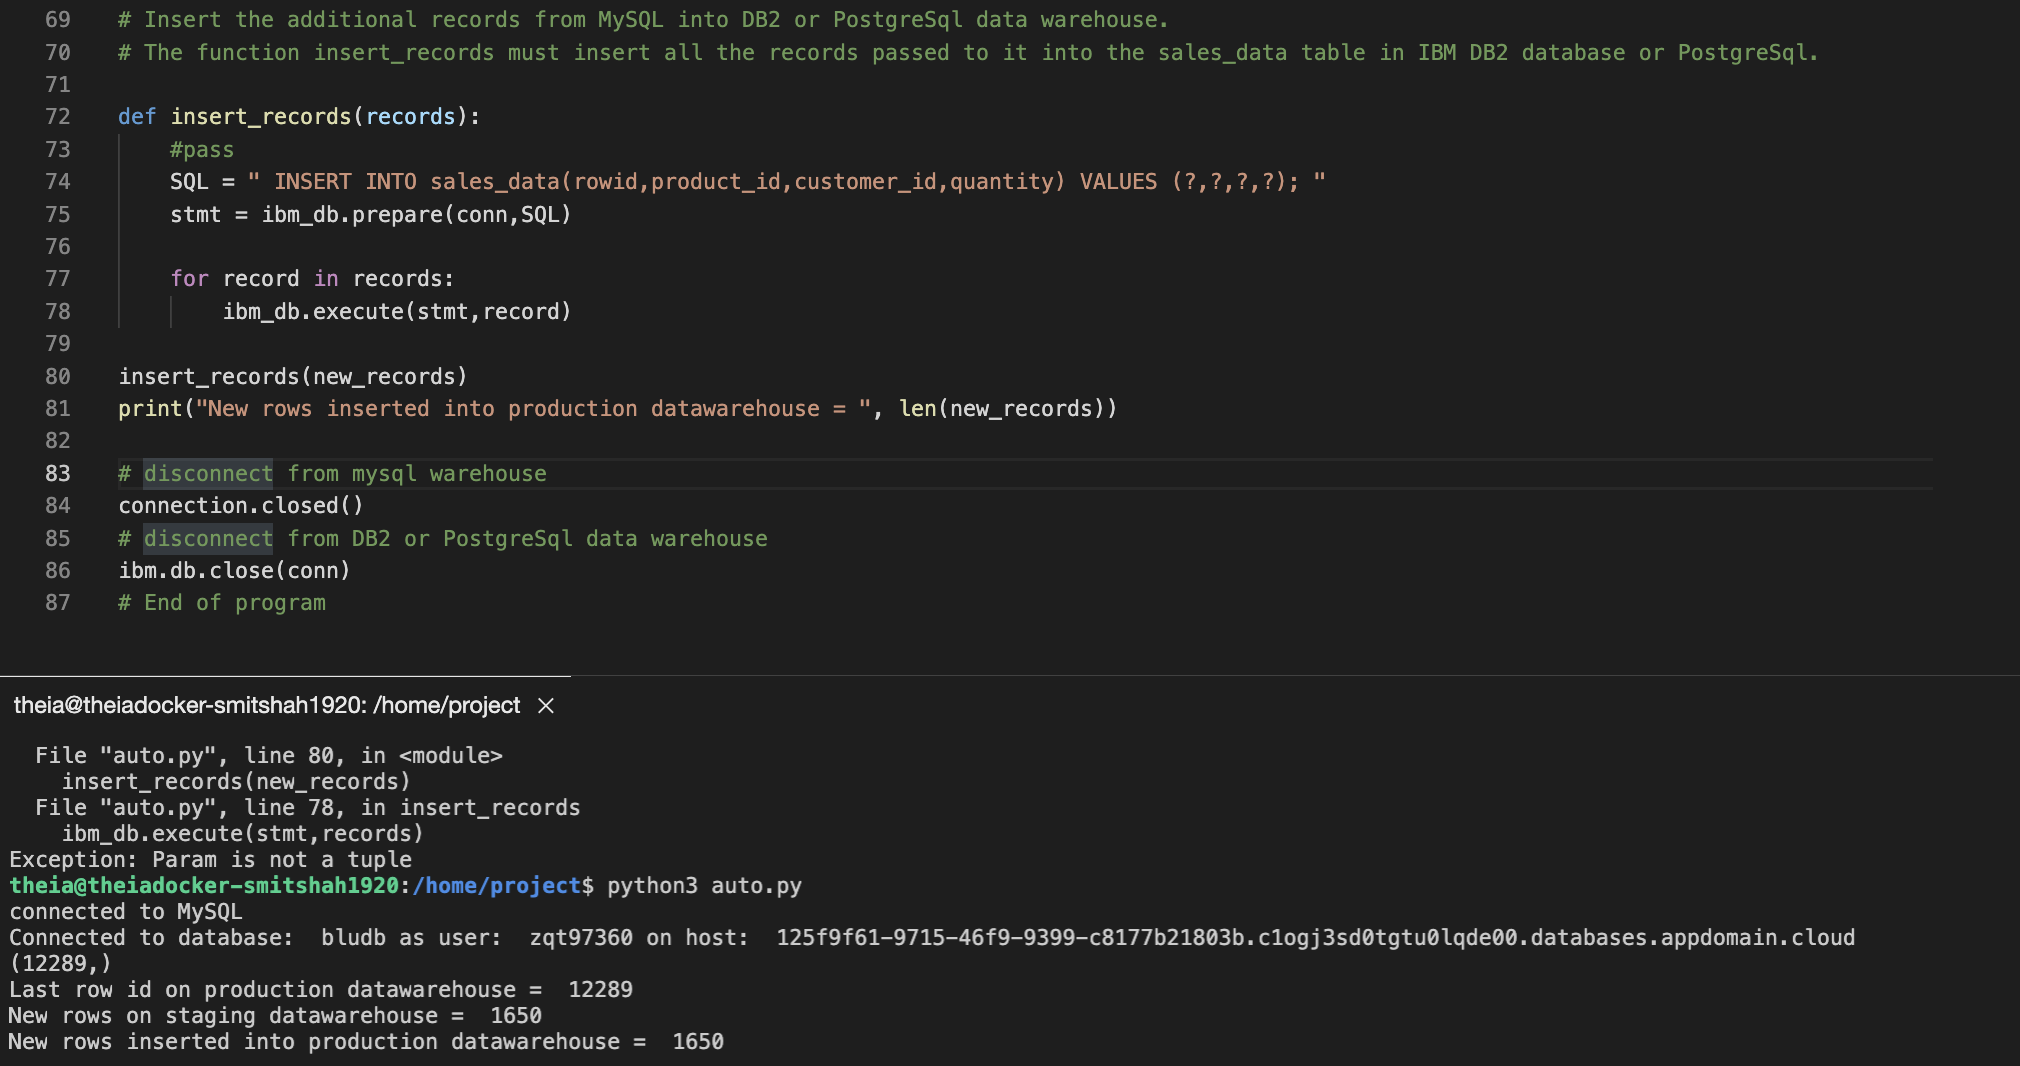 69 # Insert the additional records from MySQL into DB2 or PostgreSql data warehouse.
70 # The function insert_records must insert all the records passed to it into the sales_data table in IBM DB2 database or PostgreSql.
71
72 def insert_records(records):
73     #pass
74     SQL = " INSERT INTO sales_data(rowid,product_id,customer_id,quantity) VALUES (?,?,?,?); "
75     stmt = ibm_db.prepare(conn,SQL)
76
77     for record in records:
78         ibm_db.execute(stmt,record)
79
80 insert_records(new_records)
81 print("New rows inserted into production datawarehouse = ", len(new_records))
82
83 # disconnect from mysql warehouse
84 connection.closed()
85 # disconnect from DB2 or PostgreSql data warehouse
86 ibm.db.close(conn)
87 # End of program
theia@theiadocker-smitshah1920: /home/project ×
  File "auto.py", line 80, in <module>
    insert_records(new_records)
  File "auto.py", line 78, in insert_records
    ibm_db.execute(stmt,records)
Exception: Param is not a tuple
theia@theiadocker-smitshah1920:/home/project$ python3 auto.py
connected to MySQL
Connected to database:  bludb as user:  zqt97360 on host:  125f9f61-9715-46f9-9399-c8177b21803b.c1ogj3sd0tgtu0lqde00.databases.appdomain.cloud
(12289,)
Last row id on production datawarehouse =  12289
New rows on staging datawarehouse =  1650
New rows inserted into production datawarehouse =  1650